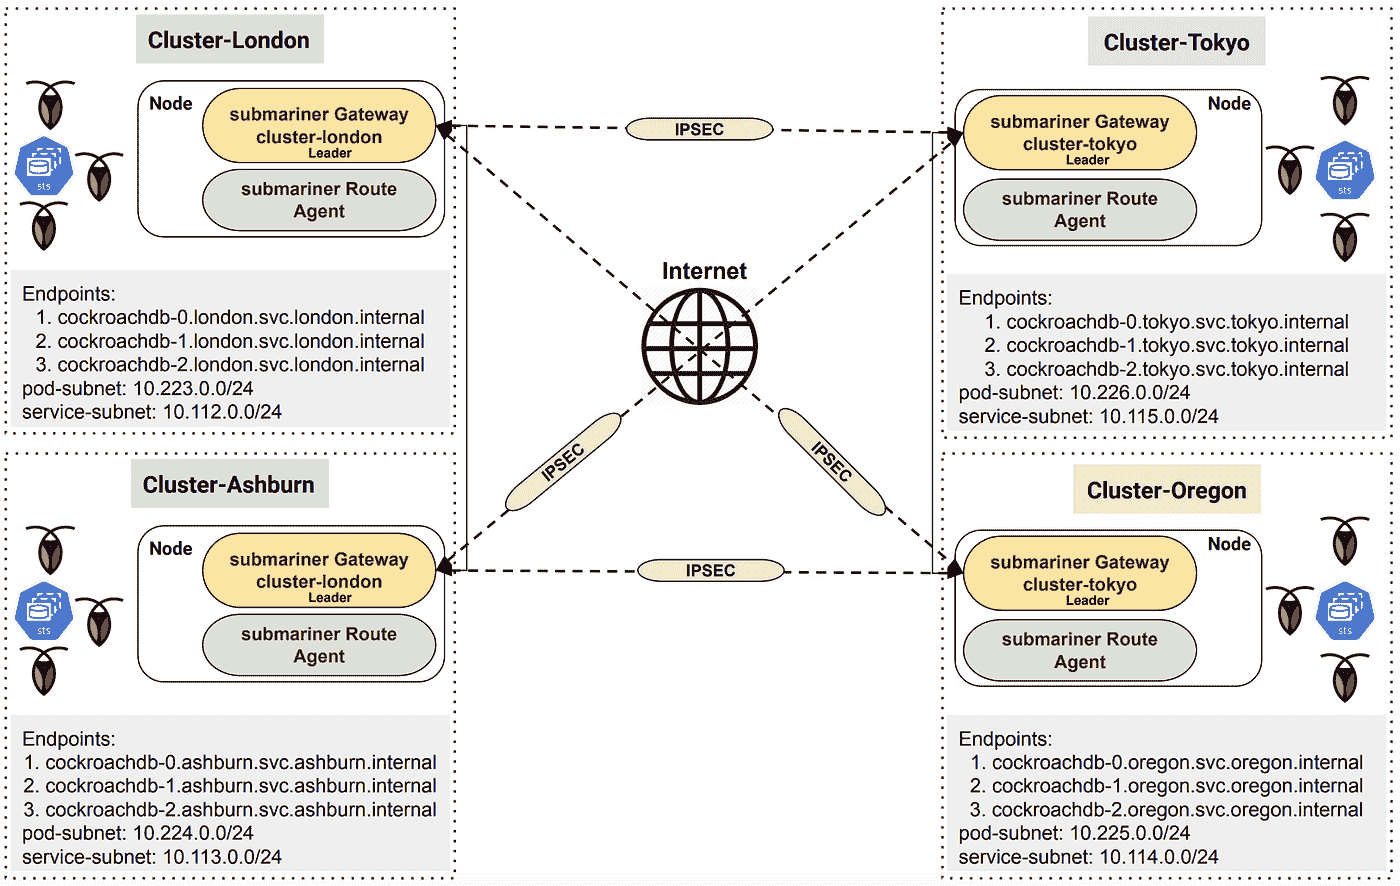 Cluster-London
Node
submariner Gateway
cluster-london
Leader
submariner Route
Agent
sts
Endpoints:
1. cockroachdb-0.london.svc.london.internal
2. cockroachdb-1.london.svc.london.internal
3. cockroachdb-2.london.svc.london.internal
pod-subnet: 10.223.0.0/24
service-subnet: 10.112.0.0/24
IPSEC
Internet
Cluster-Tokyo
Node
submariner Gateway
cluster-tokyo
Leader
submariner Route
Agent
sts
Endpoints:
1. cockroachdb-0.tokyo.svc.tokyo.internal
2. cockroachdb-1.tokyo.svc.tokyo.internal
3. cockroachdb-2.tokyo.svc.tokyo.internal
pod-subnet: 10.226.0.0/24
service-subnet: 10.115.0.0/24
IPSEC
IPSEC
Cluster-Ashburn
Node
submariner Gateway
cluster-london
Leader
submariner Route
Agent
sts
Endpoints:
1. cockroachdb-0.ashburn.svc.ashburn.internal
2. cockroachdb-1.ashburn.svc.ashburn.internal
3. cockroachdb-2.ashburn.svc.ashburn.internal
pod-subnet: 10.224.0.0/24
service-subnet: 10.113.0.0/24
IPSEC
Cluster-Oregon
Node
submariner Gateway
cluster-tokyo
Leader
submariner Route
Agent
sts
Endpoints:
1. cockroachdb-0.oregon.svc.oregon.internal
2. cockroachdb-1.oregon.svc.oregon.internal
3. cockroachdb-2.oregon.svc.oregon.internal
pod-subnet: 10.225.0.0/24
service-subnet: 10.114.0.0/24